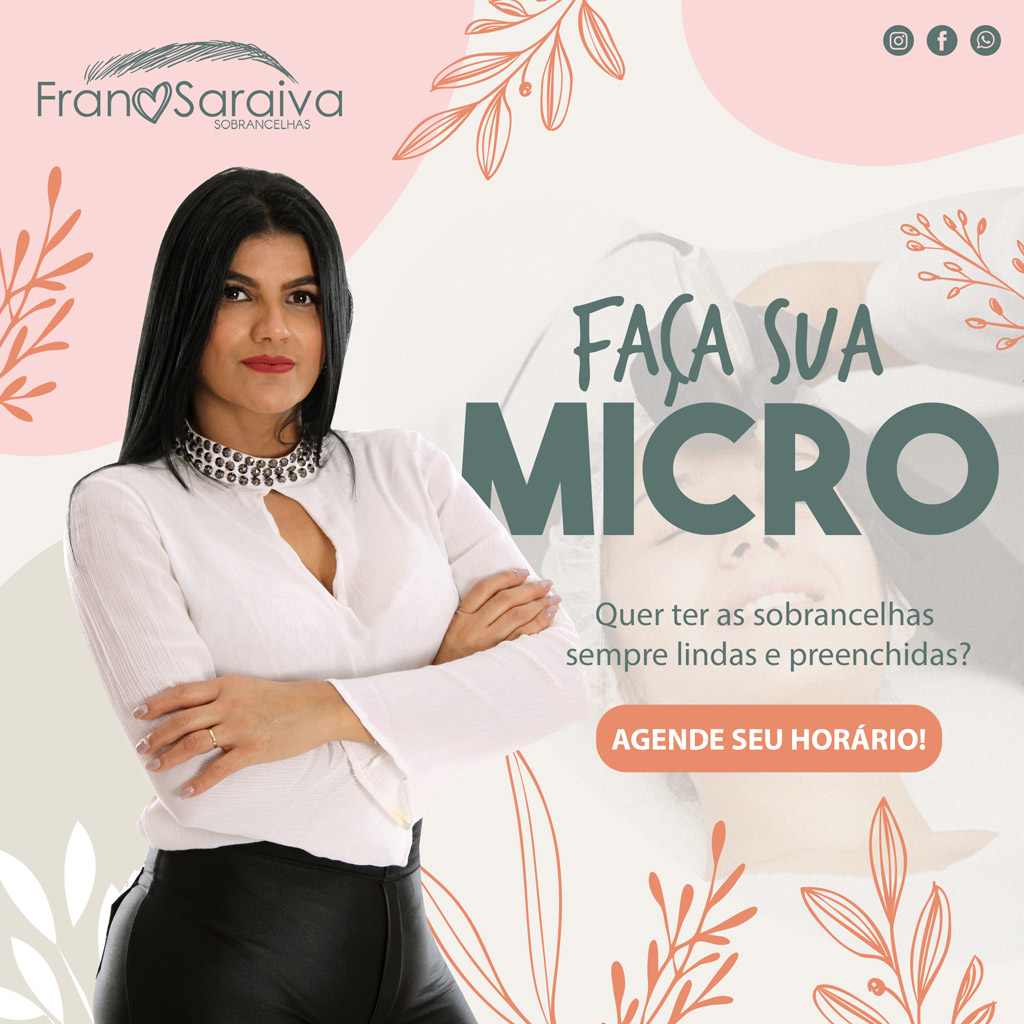 Fran Saraiva
SOBRANCELHAS
FAÇA SUA
MICRO
Quer ter as sobrancelhas
sempre lindas e preenchidas?
AGENDE SEU HORÁRIO!